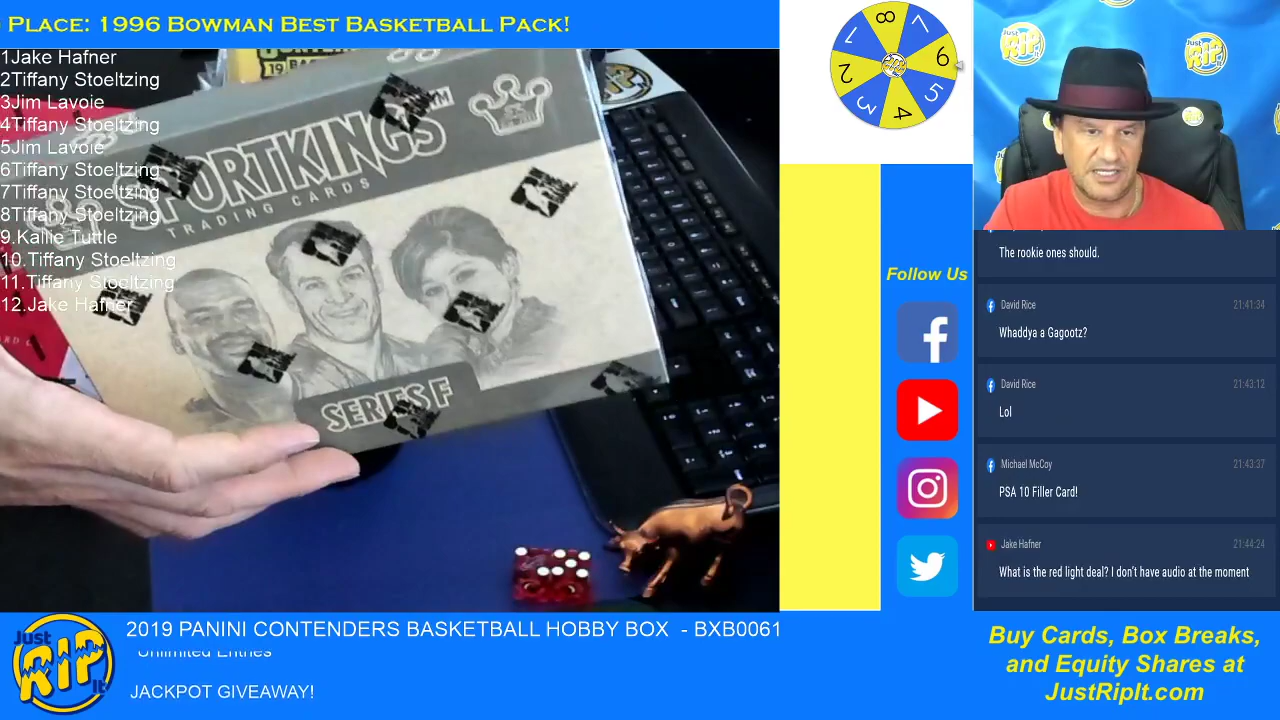 Place: 1996 Bowman Best Basketball Pack!
1Jake Hafner
2Tiffany Stoeltzing
3Jim Lavoie
4Tiffany Stoeltzing
5Jim Lavoie
6Tiffany Stoeltzing
7Tiffany Stoeltzing
8Tiffany Stoeltzing
9.Kallie Tuttle
10.Tiffany Stoeltzing
11.Tiffany Stoeltzing
12.Jake Hafner
SPORTKINGS
TRADING CARDS
SERIES F
8
7
6
5
4
3
2
1
Just RIP It
Just RIP It
Follow Us
The rookie ones should.
David Rice 21:41:34
Whaddya a Gagootz?
David Rice 21:43:12
Lol
Michael McCoy 21:43:37
PSA 10 Filler Card!
Jake Hafner 21:44:24
What is the red light deal? I don't have audio at the moment
Just RIP It
2019 PANINI CONTENDERS BASKETBALL HOBBY BOX - BXB0061
Unlimited Entries
JACKPOT GIVEAWAY!
Buy Cards, Box Breaks,
and Equity Shares at
JustRipIt.com